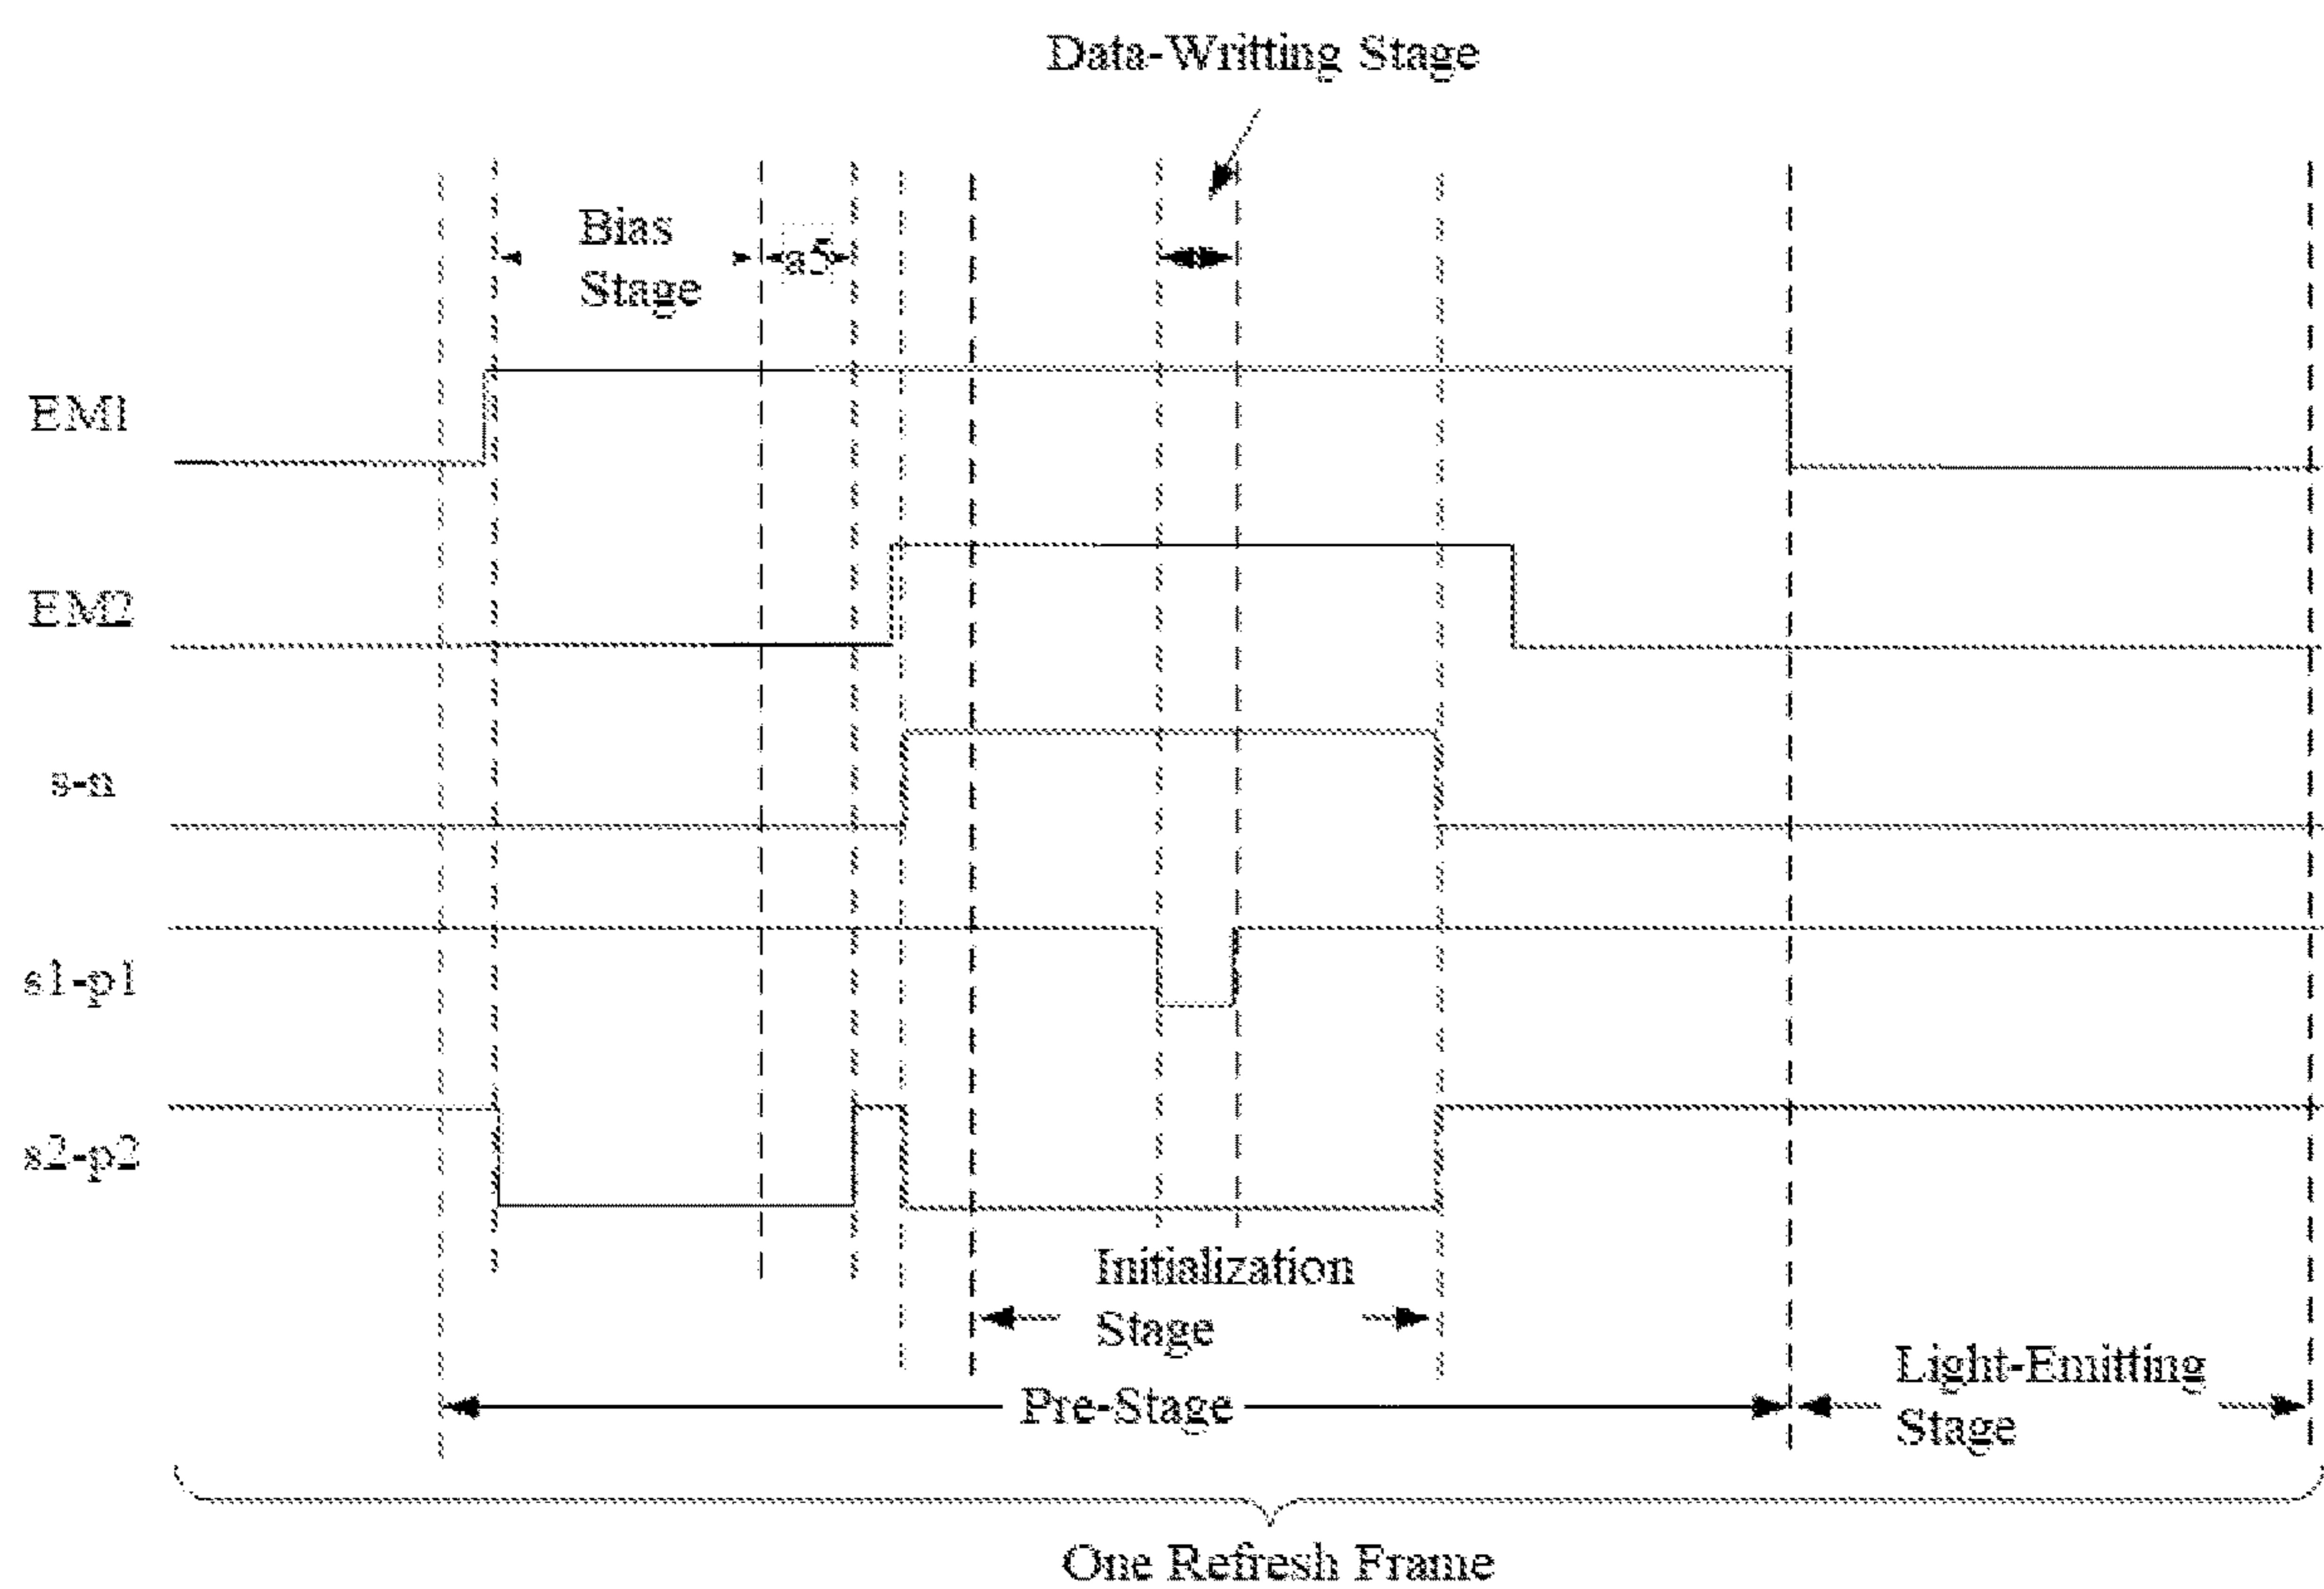 Data-Writting Stage
Bias
Stage
a5
EM1
EM2
s-n
s1-p1
s2-p2
Initialization
Stage
Light-Emitting
Stage
Pre-Stage
One Refresh Frame